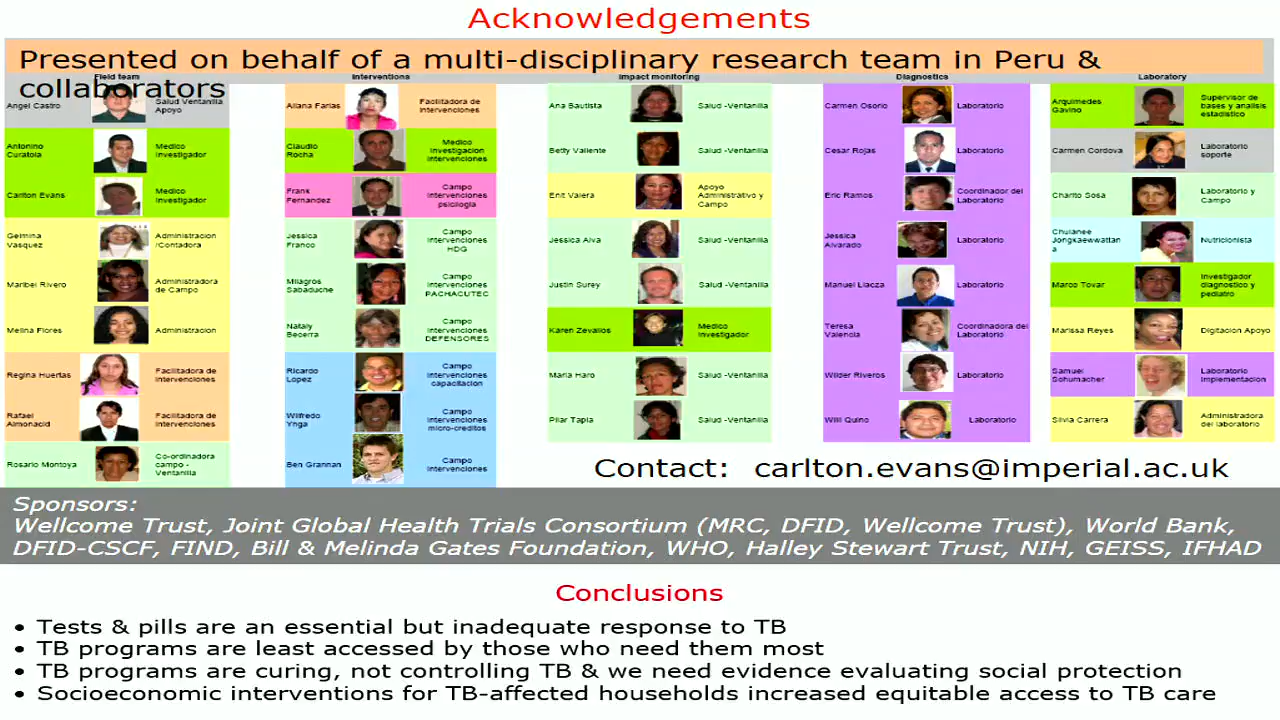 Acknowledgements
Presented on behalf of a multi-disciplinary research team in Peru &
collaborators
Field team
Angel Castro
Salud Ventanilla
Apoyo
Antonino
Curatola
Medico
Investigador
Carlton Evans
Medico
Investigador
Gelmina
Vasquez
Administracion
/Contadora
Maribel Rivero
Administradora
de Campo
Melina Flores
Administracion
Regina Huertas
Facilitadora de
Intervenciones
Rafael
Almonacid
Facilitadora de
Intervenciones
Rosario Montoya
Co-ordinadora
campo -
Ventanilla
Interventions
Aliana Farias
Facilitadora de
Intervenciones
Claudio
Rocha
Medico
Investigacion
Intervenciones
Frank
Fernandez
Campo
Intervenciones
psicilogia
Jessica
Franco
Campo
Intervenciones
HDG
Milagros
Sabaduche
Campo
Intervenciones
PACHACUTEC
Nataly
Becerra
Campo
Intervenciones
DEFENSORES
Ricardo
Lopez
Campo
Intervenciones
capacitacion
Wilfredo
Ynga
Campo
Intervenciones
micro-creditos
Ben Grannan
Campo
Intervenciones
Impact monitoring
Ana Bautista
Salud -Ventanilla
Betty Valiente
Salud -Ventanilla
Erit Valera
Apoyo
Administrativo y
Campo
Jessica Alva
Salud -Ventanilla
Justin Surey
Salud -Ventanilla
Karen Zevallos
Medico
Investigador
Maria Haro
Salud -Ventanilla
Pilar Tapia
Salud -Ventanilla
Diagnostics
Carmen Osorio
Laboratorio
Cesar Rojas
Laboratorio
Eric Ramos
Coordinador del
Laboratorio
Jessica
Alvarado
Laboratorio
Manuel Llacza
Laboratorio
Teresa
Valencia
Coordinadora del
Laboratorio
Wilder Riveros
Laboratorio
Willi Quino
Laboratorio
Laboratory
Arquimedes
Gavino
Supervisor de
bases y analisis
estadistico
Carmen Cordova
Laboratorio
soporte
Charito Sosa
Laboratorio y
Campo
Chulanee
Jongkaewwattan
a
Nutricionista
Marco Tovar
Investigador
diagnostico y
pediatro
Marissa Reyes
Digitacion Apoyo
Samuel
Schumacher
Laboratorio
Implementacion
Silvia Carrera
Administradora
del laboratorio
Contact: carlton.evans@imperial.ac.uk
Sponsors:
Wellcome Trust, Joint Global Health Trials Consortium (MRC, DFID, Wellcome Trust), World Bank,
DFID-CSCF, FIND, Bill & Melinda Gates Foundation, WHO, Halley Stewart Trust, NIH, GEISS, IFHAD
Conclusions
• Tests & pills are an essential but inadequate response to TB
• TB programs are least accessed by those who need them most
• TB programs are curing, not controlling TB & we need evidence evaluating social protection
• Socioeconomic interventions for TB-affected households increased equitable access to TB care